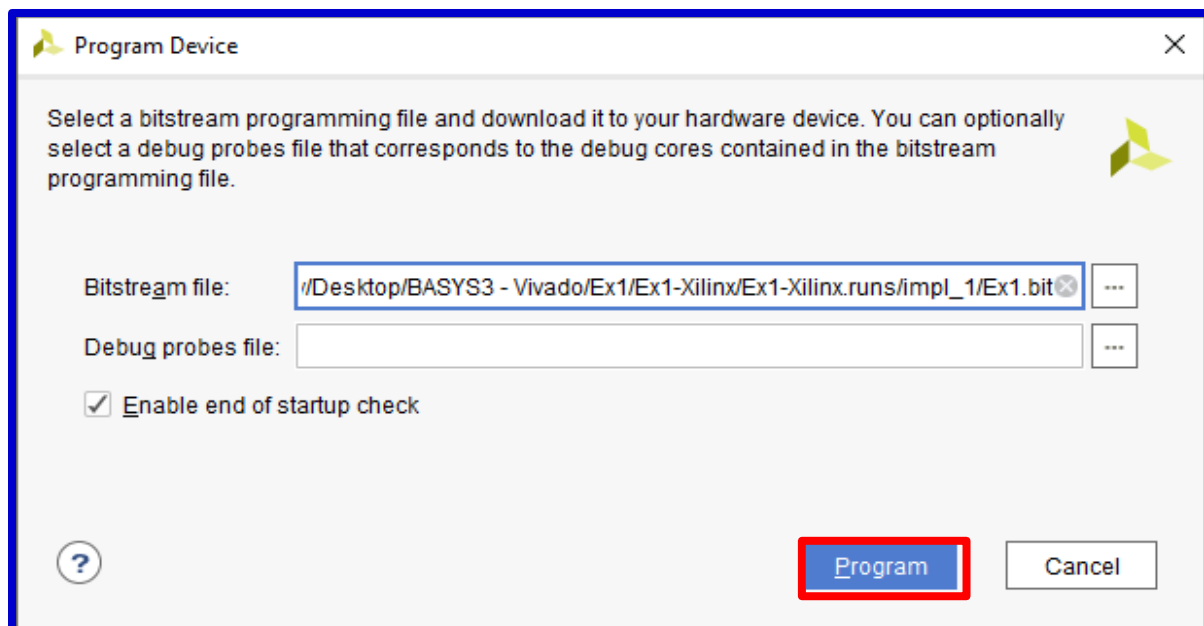 Program Device
Select a bitstream programming file and download it to your hardware device. You can optionally
select a debug probes file that corresponds to the debug cores contained in the bitstream
programming file.
Bitstream file: /Desktop/BASYS3 - Vivado/Ex1/Ex1-Xilinx/Ex1-Xilinx.runs/impl_1/Ex1.bit ...
Debug probes file: ...
Enable end of startup check
? Program Cancel